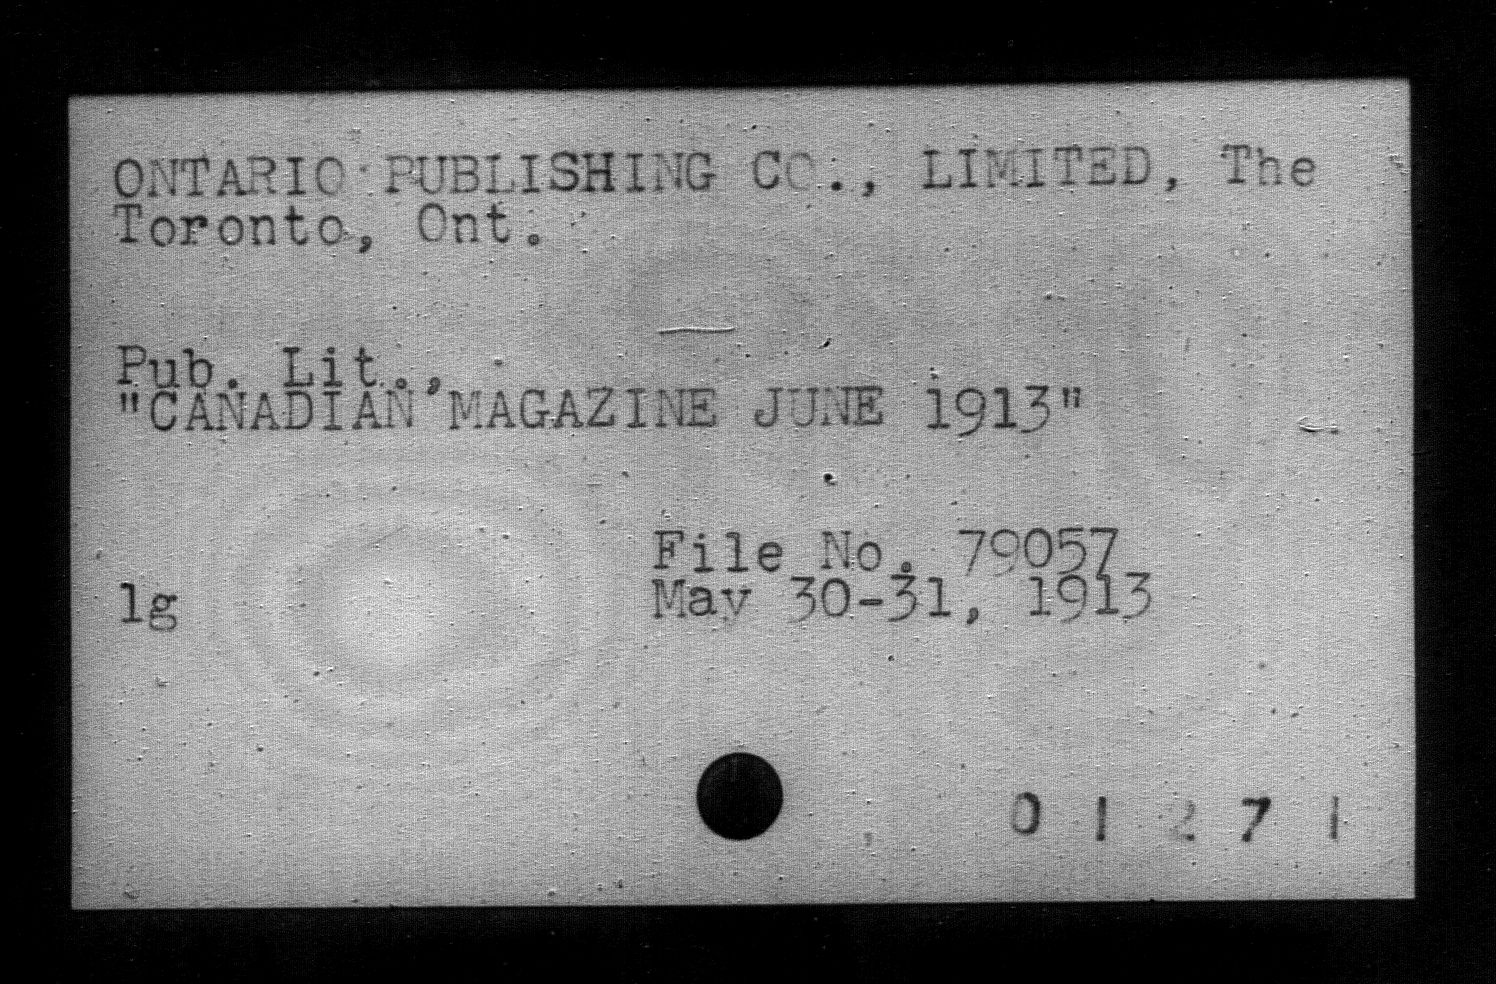 ONTARIO PUBLISHING CO., LIMITED, The
Toronto, Ont.
Pub. Lit.,
"CANADIAN MAGAZINE JUNE 1913"
File No. 79057
lg May 30-31, 1913
0 1 2 7 1